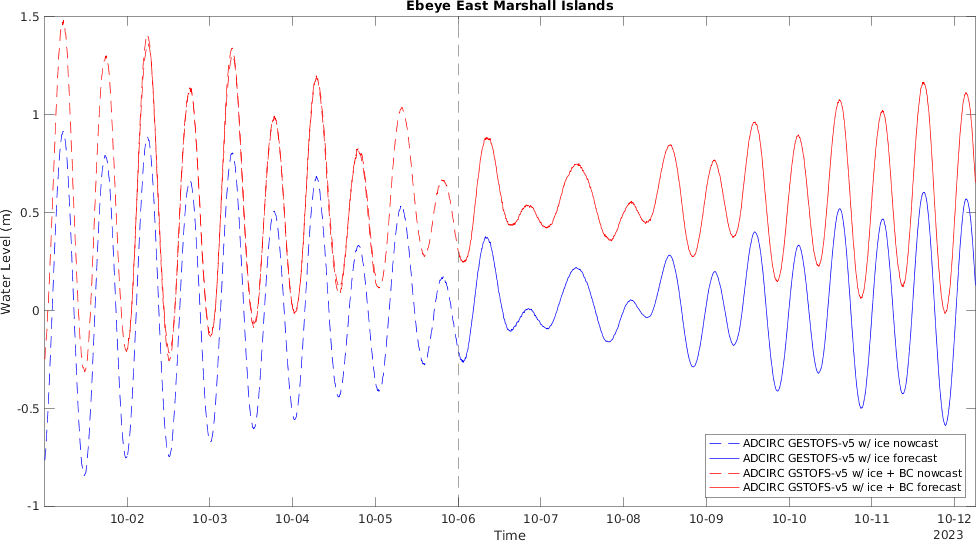 Ebeye East Marshall Islands
1.5
1
0.5
0
-0.5
-1
Water Level (m)
10-02 10-03 10-04 10-05 10-06 10-07 10-08 10-09 10-10 10-11 10-12
Time
2023
ADCIRC GESTOFS-v5 w/ ice nowcast
ADCIRC GESTOFS-v5 w/ ice forecast
ADCIRC GSTOFS-v5 w/ ice + BC nowcast
ADCIRC GSTOFS-v5 w/ ice + BC forecast